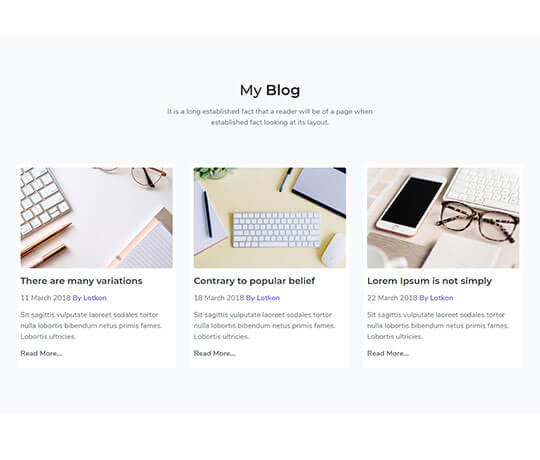 My Blog
It is a long established fact that a reader will be of a page when
established fact looking at its layout.
There are many variations
11 March 2018 By Lotkon
Sit sagittis vulputate laoreet sodales tortor
nulla lobortis bibendum netus primis fames.
Lobortis ultricies.
Read More...
Contrary to popular belief
18 March 2018 By Lotkon
Sit sagittis vulputate laoreet sodales tortor
nulla lobortis bibendum netus primis fames.
Lobortis ultricies.
Read More...
Lorem Ipsum is not simply
22 March 2018 By Lotkon
Sit sagittis vulputate laoreet sodales tortor
nulla lobortis bibendum netus primis fames.
Lobortis ultricies.
Read More...